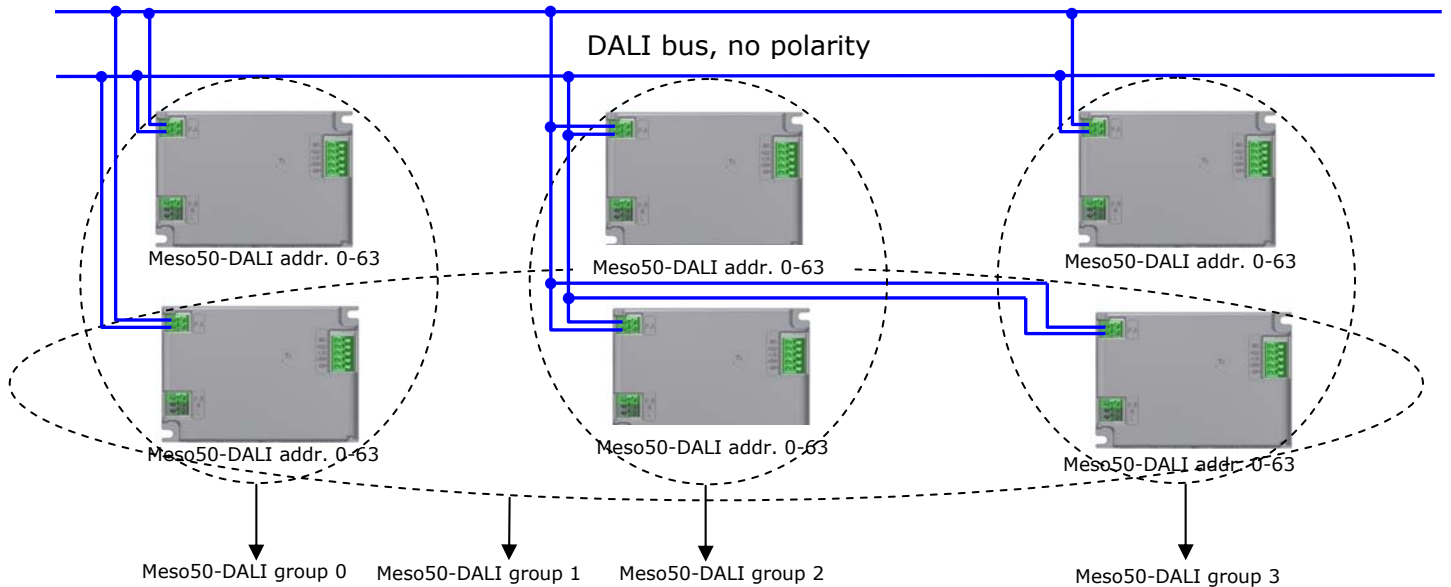 DALI bus, no polarity
Meso50-DALI addr. 0-63
Meso50-DALI addr. 0-63
Meso50-DALI addr. 0-63
Meso50-DALI addr. 0-63
Meso50-DALI addr. 0-63
Meso50-DALI addr. 0-63
Meso50-DALI group 0
Meso50-DALI group 1
Meso50-DALI group 2
Meso50-DALI group 3